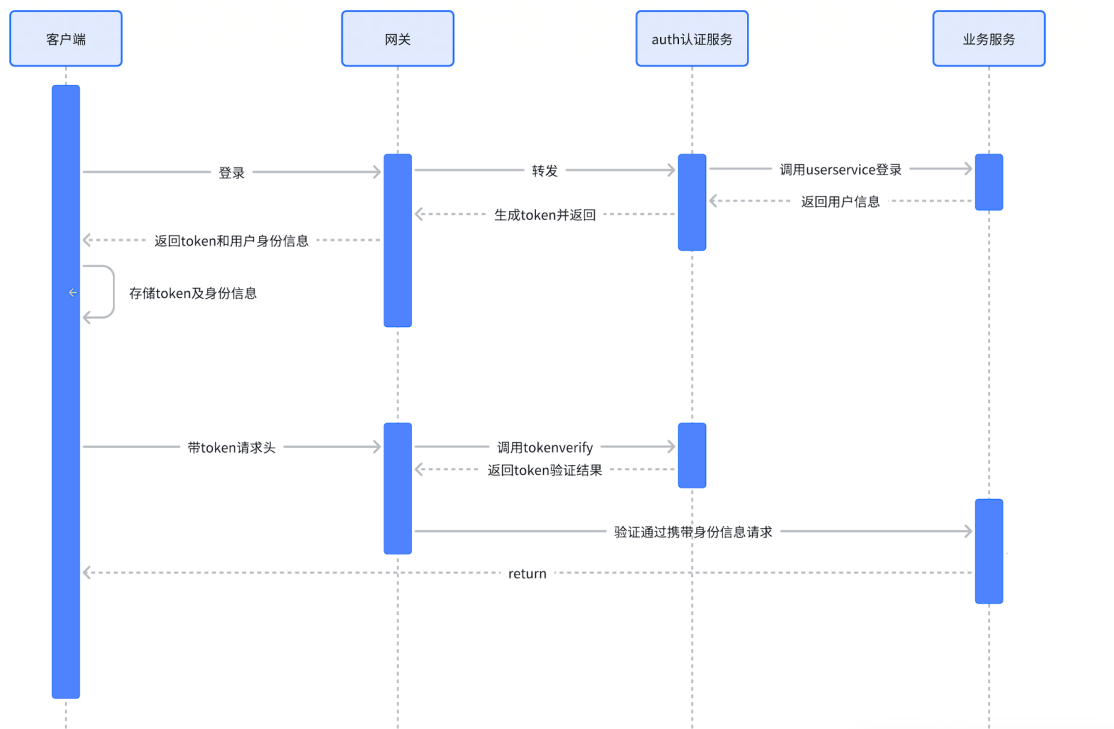 客户端
网关
auth认证服务
业务服务
登录
转发
调用userservice登录
返回用户信息
生成token并返回
返回token和用户身份信息
存储token及身份信息
带token请求头
调用tokenverify
返回token验证结果
验证通过携带身份信息请求
return